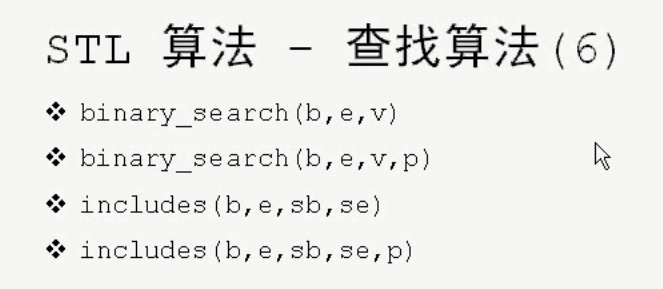 STL 算法 - 查找算法(6)
❖ binary_search(b,e,v)
❖ binary_search(b,e,v,p)
❖ includes(b,e,sb,se)
❖ includes(b,e,sb,se,p)